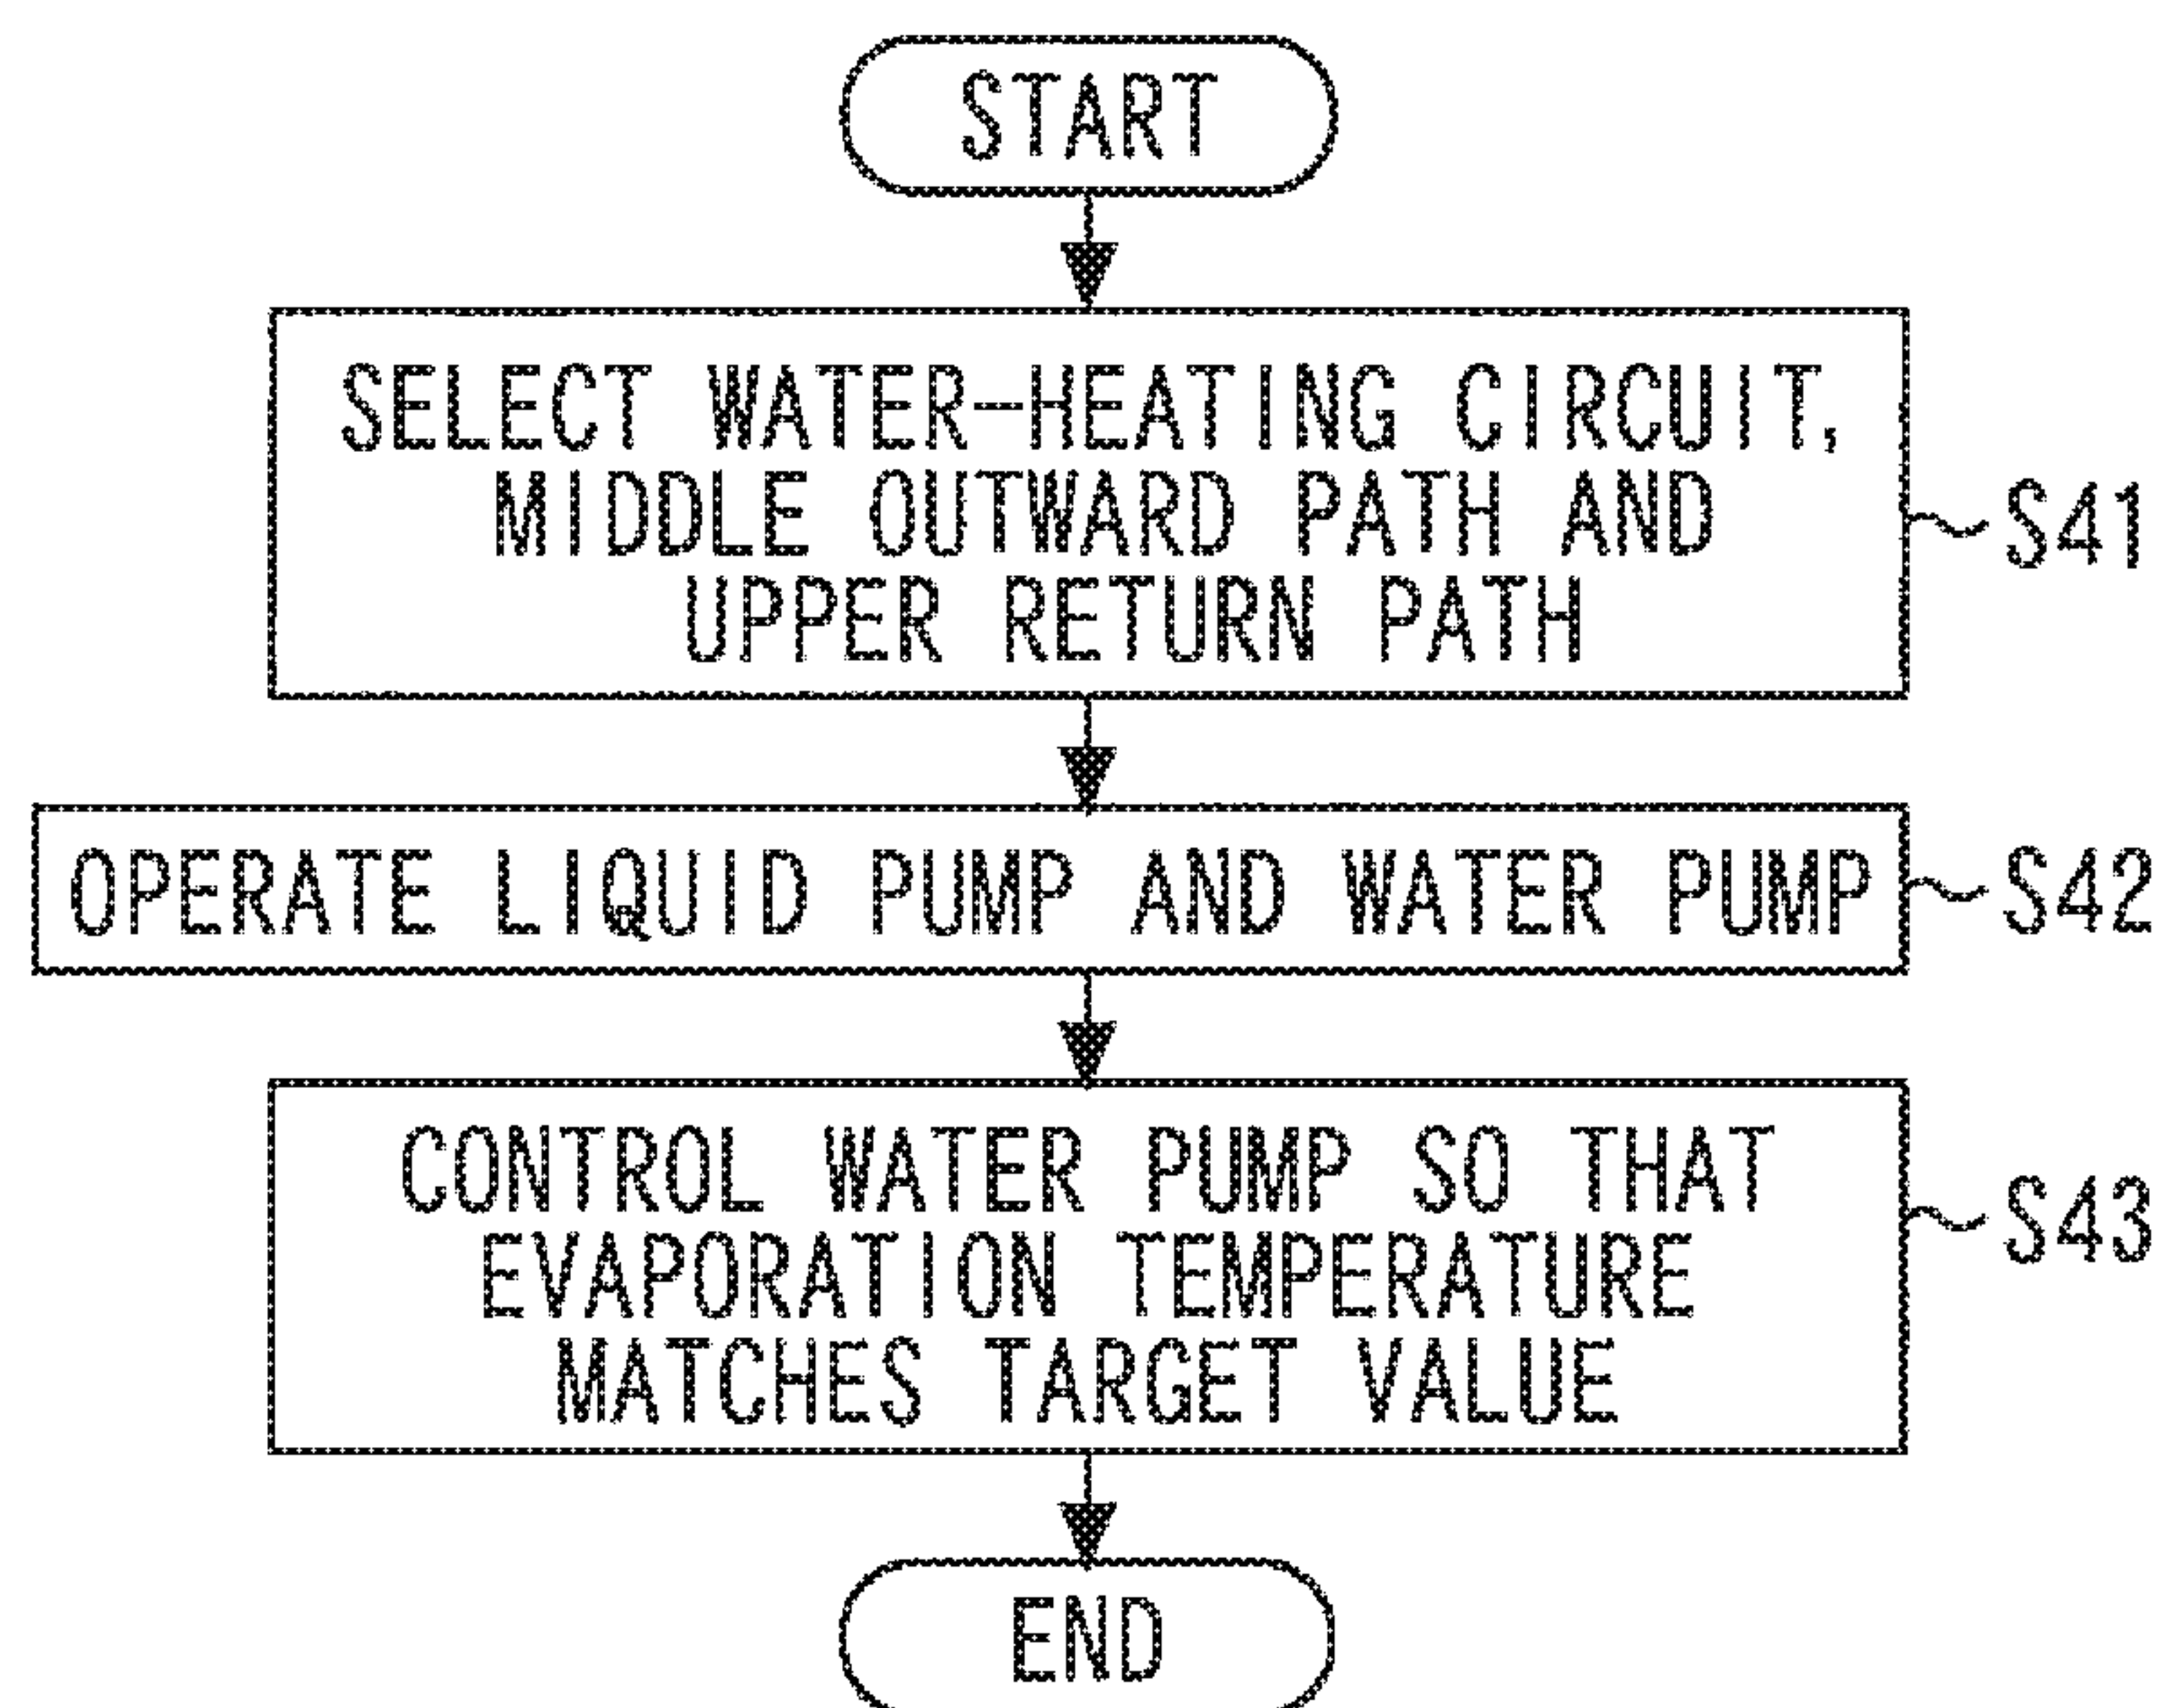 START
SELECT WATER-HEATING CIRCUIT,
MIDDLE OUTWARD PATH AND
UPPER RETURN PATH
S41
OPERATE LIQUID PUMP AND WATER PUMP
S42
CONTROL WATER PUMP SO THAT
EVAPORATION TEMPERATURE
MATCHES TARGET VALUE
S43
END